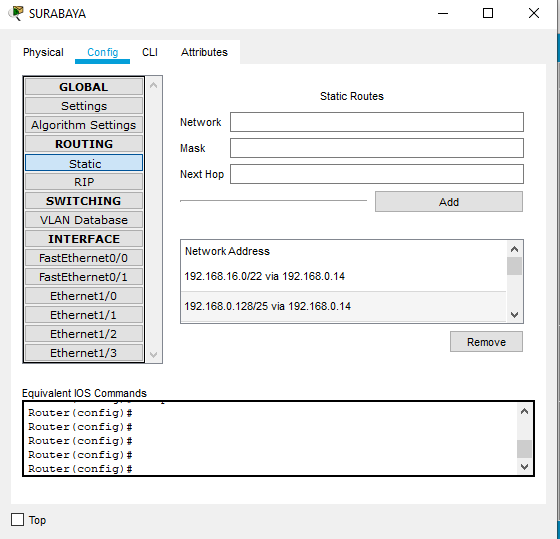 SURABAYA
Physical Config CLI Attributes
GLOBAL
Settings
Algorithm Settings
ROUTING
Static
RIP
SWITCHING
VLAN Database
INTERFACE
FastEthernet0/0
FastEthernet0/1
Ethernet1/0
Ethernet1/1
Ethernet1/2
Ethernet1/3
Static Routes
Network
Mask
Next Hop
Add
Network Address
192.168.16.0/22 via 192.168.0.14
192.168.0.128/25 via 192.168.0.14
Remove
Equivalent IOS Commands
Router(config)#
Router(config)#
Router(config)#
Router(config)#
Router(config)#
Top